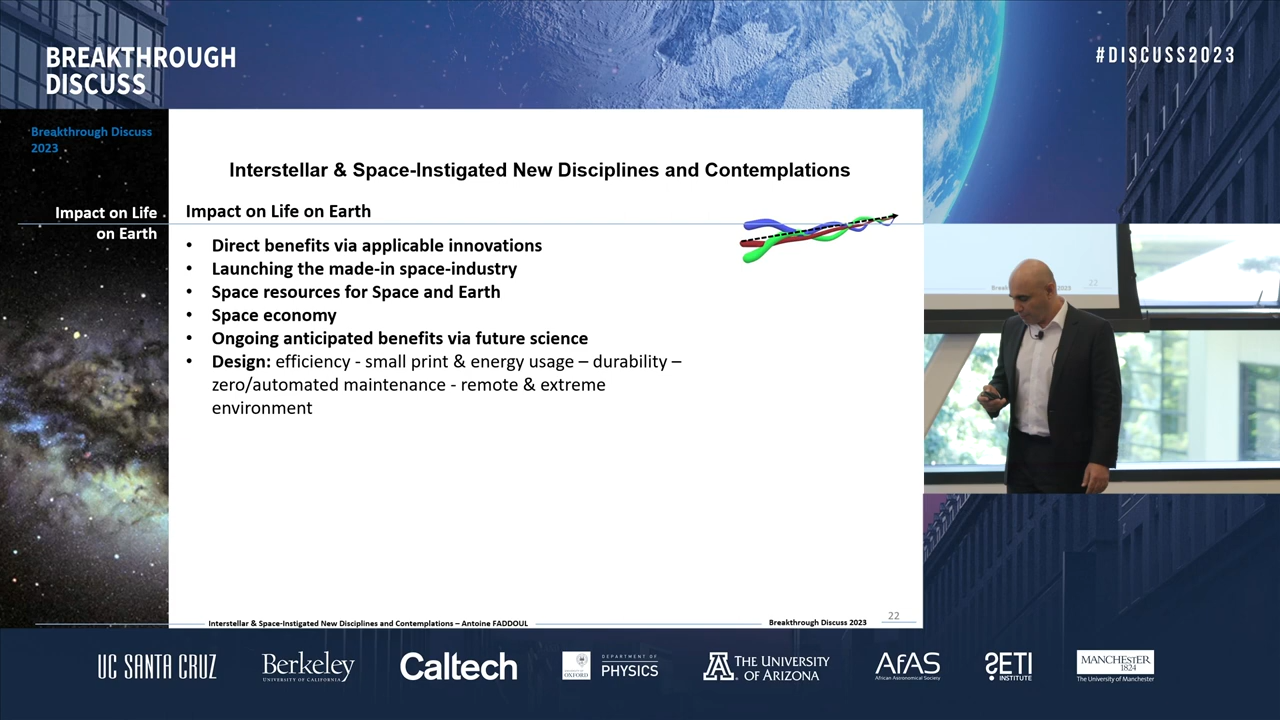 BREAKTHROUGH
DISCUSS
#DISCUSS2023
Breakthrough Discuss
2023
Interstellar & Space-Instigated New Disciplines and Contemplations
Impact on Life
on Earth
Impact on Life on Earth
• Direct benefits via applicable innovations
• Launching the made-in space-industry
• Space resources for Space and Earth
• Space economy
• Ongoing anticipated benefits via future science
• Design: efficiency - small print & energy usage – durability –
zero/automated maintenance - remote & extreme
environment
22
Interstellar & Space-Instigated New Disciplines and Contemplations – Antoine FADDOUL
Breakthrough Discuss 2023
22
UC SANTA CRUZ
Berkeley
UNIVERSITY OF CALIFORNIA
Caltech
UNIVERSITY OF
OXFORD
DEPARTMENT OF
PHYSICS
A
THE UNIVERSITY
OF ARIZONA
AfAS
African Astronomical Society
SETI
INSTITUTE
MANCHESTER
1824
The University of Manchester